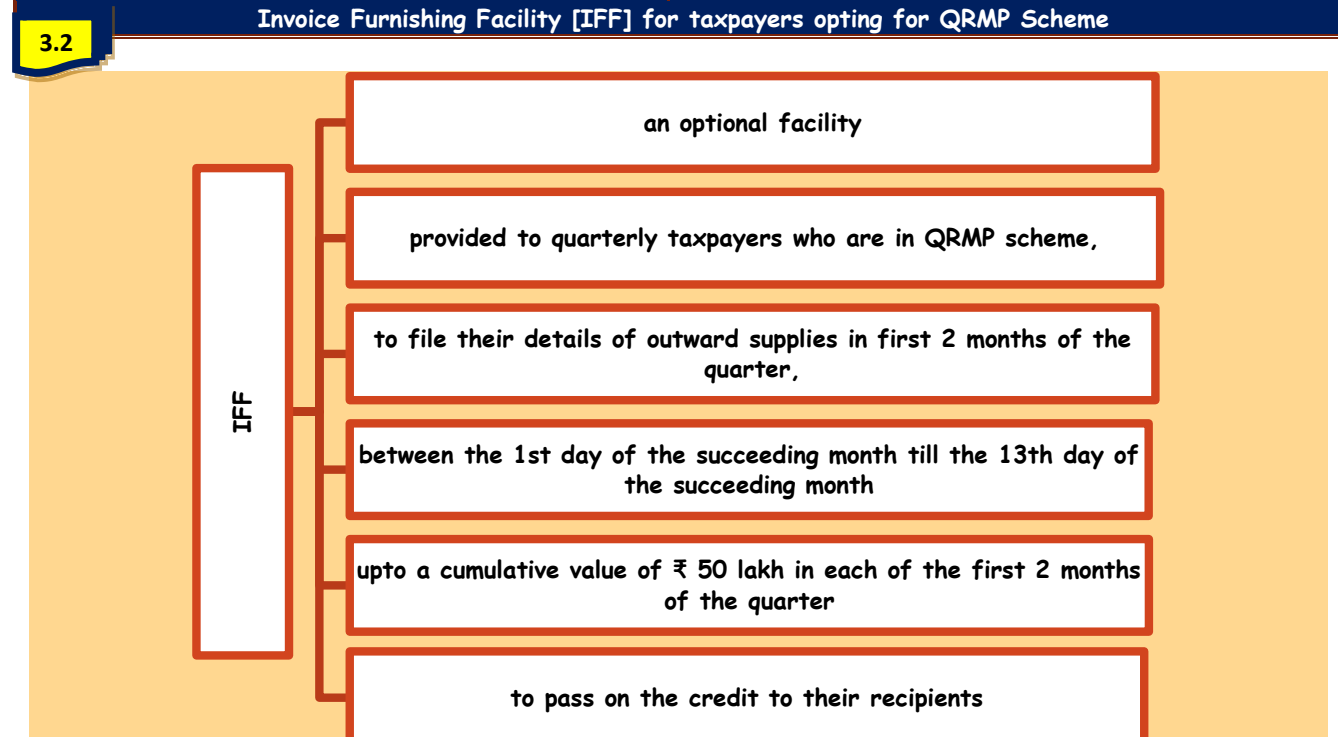 Invoice Furnishing Facility [IFF] for taxpayers opting for QRMP Scheme
3.2
IFF
an optional facility
provided to quarterly taxpayers who are in QRMP scheme,
to file their details of outward supplies in first 2 months of the
quarter,
between the 1st day of the succeeding month till the 13th day of
the succeeding month
upto a cumulative value of ₹ 50 lakh in each of the first 2 months
of the quarter
to pass on the credit to their recipients